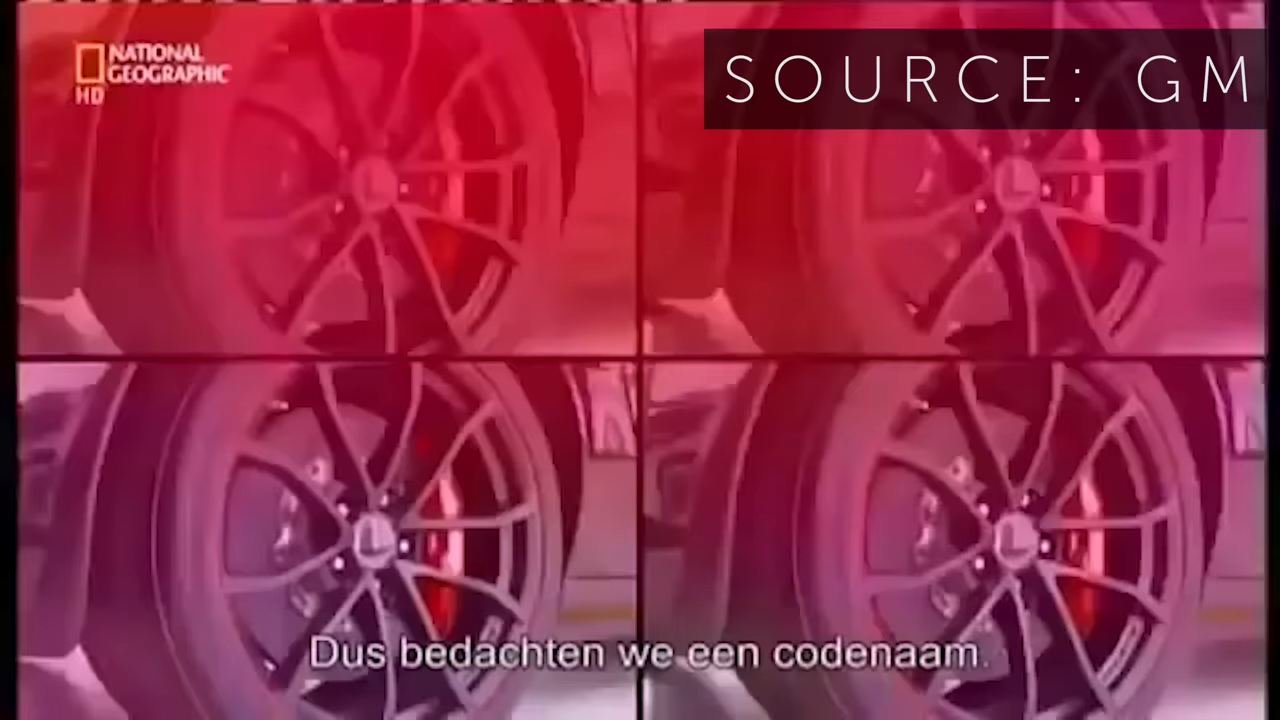 NATIONAL
GEOGRAPHIC
HD
SOURCE: GM
Dus bedachten we een codenaam.